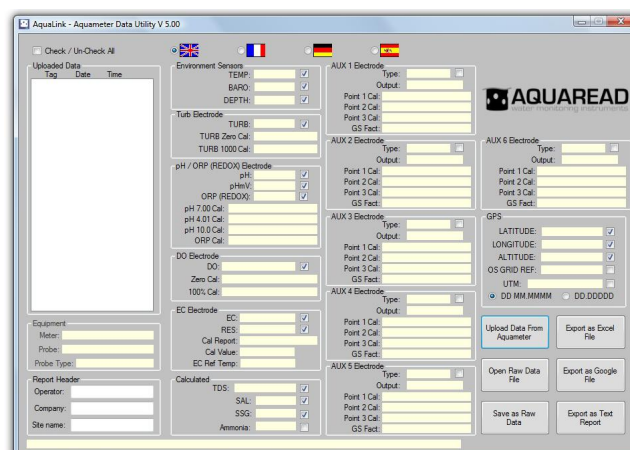 AquaLink - Aquameter Data Utility V 5.00
Check / Un-Check All
Uploaded Data
Tag Date Time
Equipment
Meter:
Probe:
Probe Type:
Report Header
Operator:
Company:
Site name:
Environment Sensors
TEMP:
BARO:
DEPTH:
Turb Electrode
TURB:
TURB Zero Cal:
TURB 1000 Cal:
pH / ORP (REDOX) Electrode
pH:
pHmV:
ORP (REDOX):
pH 7.00 Cal:
pH 4.01 Cal:
pH 10.0 Cal:
ORP Cal:
DO Electrode
DO:
Zero Cal:
100% Cal:
EC Electrode
EC:
RES:
Cal Report:
Cal Value:
EC Ref Temp:
Calculated
TDS:
SAL:
SSG:
Ammonia:
AUX 1 Electrode
Type:
Output:
Point 1 Cal:
Point 2 Cal:
Point 3 Cal:
GS Fact:
AUX 2 Electrode
Type:
Output:
Point 1 Cal:
Point 2 Cal:
Point 3 Cal:
GS Fact:
AUX 3 Electrode
Type:
Output:
Point 1 Cal:
Point 2 Cal:
Point 3 Cal:
GS Fact:
AUX 4 Electrode
Type:
Output:
Point 1 Cal:
Point 2 Cal:
Point 3 Cal:
GS Fact:
AUX 5 Electrode
Type:
Output:
Point 1 Cal:
Point 2 Cal:
Point 3 Cal:
GS Fact:
AQUAREAD
water monitoring instruments
AUX 6 Electrode
Type:
Output:
Point 1 Cal:
Point 2 Cal:
Point 3 Cal:
GS Fact:
GPS
LATITUDE:
LONGITUDE:
ALTITUDE:
OS GRID REF:
UTM:
DD MM.MMMM DD.DDDDD
Upload Data From
Aquameter
Export as Excel
File
Open Raw Data
File
Export as Google
File
Save as Raw
Data
Export as Text
Report